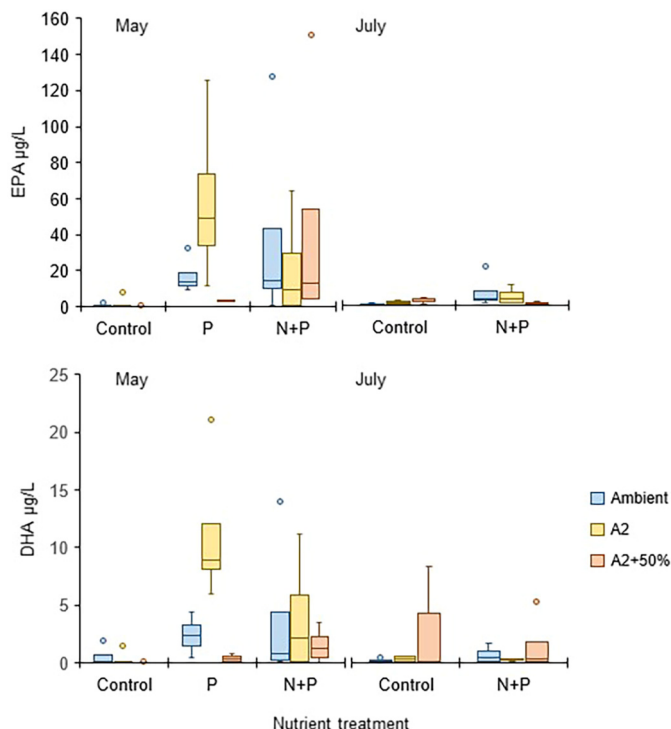 160
140
120
100
80
60
40
20
0
EPA µg/L
May
July
Control
P
N+P
Control
N+P
25
20
15
10
5
0
DHA µg/L
May
July
Control
P
N+P
Control
N+P
Nutrient treatment
Ambient
A2
A2+50%